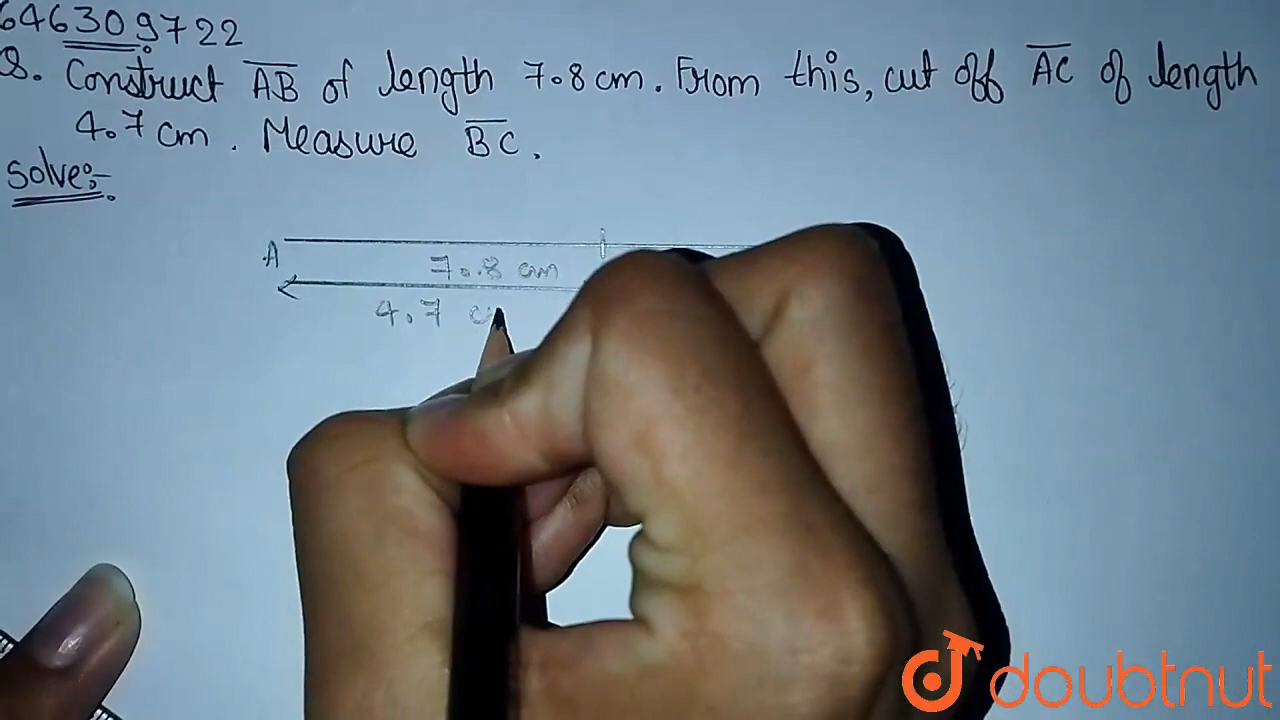 646309722
Q. Construct AB of length 7.8 cm. From this, cut off AC of length
4.7 cm. Measure BC.
Solve:-
A
7.8 cm
4.7
doubtnut